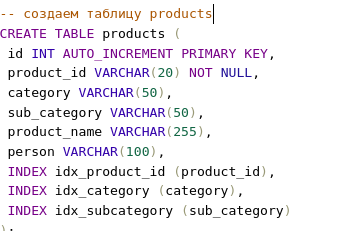 -- создаем таблицу products
CREATE TABLE products (
id INT AUTO_INCREMENT PRIMARY KEY,
product_id VARCHAR(20) NOT NULL,
category VARCHAR(50),
sub_category VARCHAR(50),
product_name VARCHAR(255),
person VARCHAR(100),
INDEX idx_product_id (product_id),
INDEX idx_category (category),
INDEX idx_subcategory (sub_category)
);